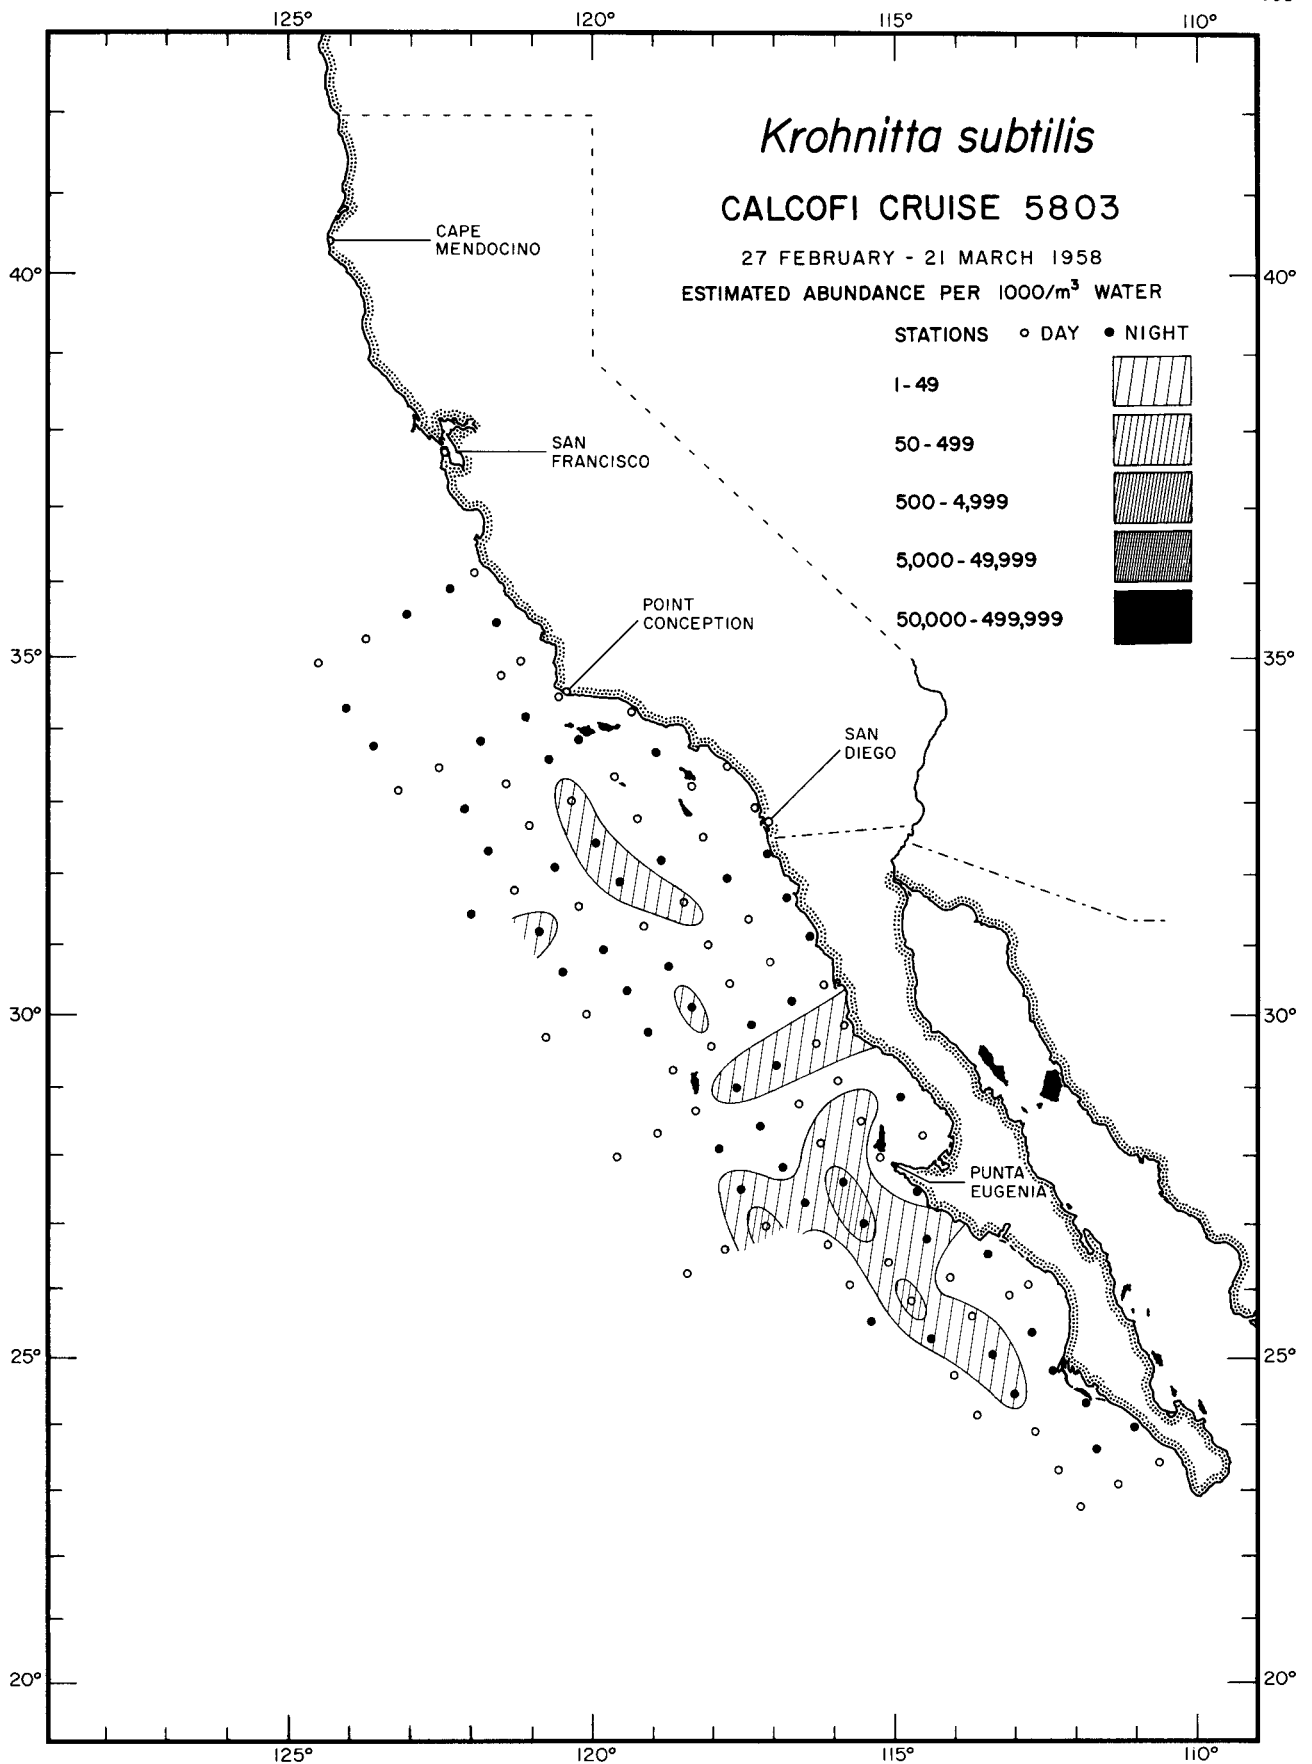 125° 120° 115° 110°
Krohnitta subtilis
CALCOFI CRUISE 5803
27 FEBRUARY - 21 MARCH 1958
ESTIMATED ABUNDANCE PER 1000/m³ WATER
STATIONS ○ DAY ● NIGHT
1-49
50-499
500-4,999
5,000-49,999
50,000-499,999
CAPE
MENDOCINO
40° 40°
SAN
FRANCISCO
POINT
CONCEPTION
35° 35°
SAN
DIEGO
30° 30°
PUNTA
EUGENIA
25° 25°
20° 20°
125° 120° 115° 110°